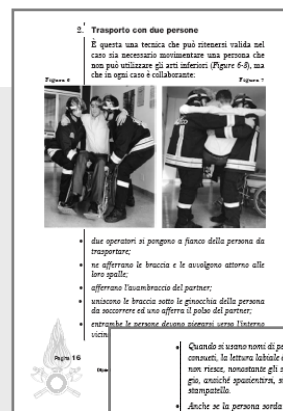 2. Trasporto con due persone
È questa una tecnica che può ritenersi valida nel
caso sia necessario movimentare una persona che
non può utilizzare gli arti inferiori (Figure 6-8), ma
che in ogni caso è collaborante:
Figura 6 Figura 7
• due operatori si pongono a fianco della persona da
trasportare;
• ne afferrano le braccia e le avvolgono attorno alle
loro spalle;
• afferrano l'avambraccio del partner;
• uniscono le braccia sotto le ginocchia della persona
da soccorrere ed uno afferra il polso del partner;
• entrambe le persone devono piegarsi verso l'interno
vicin
Pagina 16
• Quando si usano nomi di pe
consueti, la lettura labiale è
non riesce, nonostante gli s
gio, anziché spazientirsi, s
stampatello.
• Anche se la persona sorda